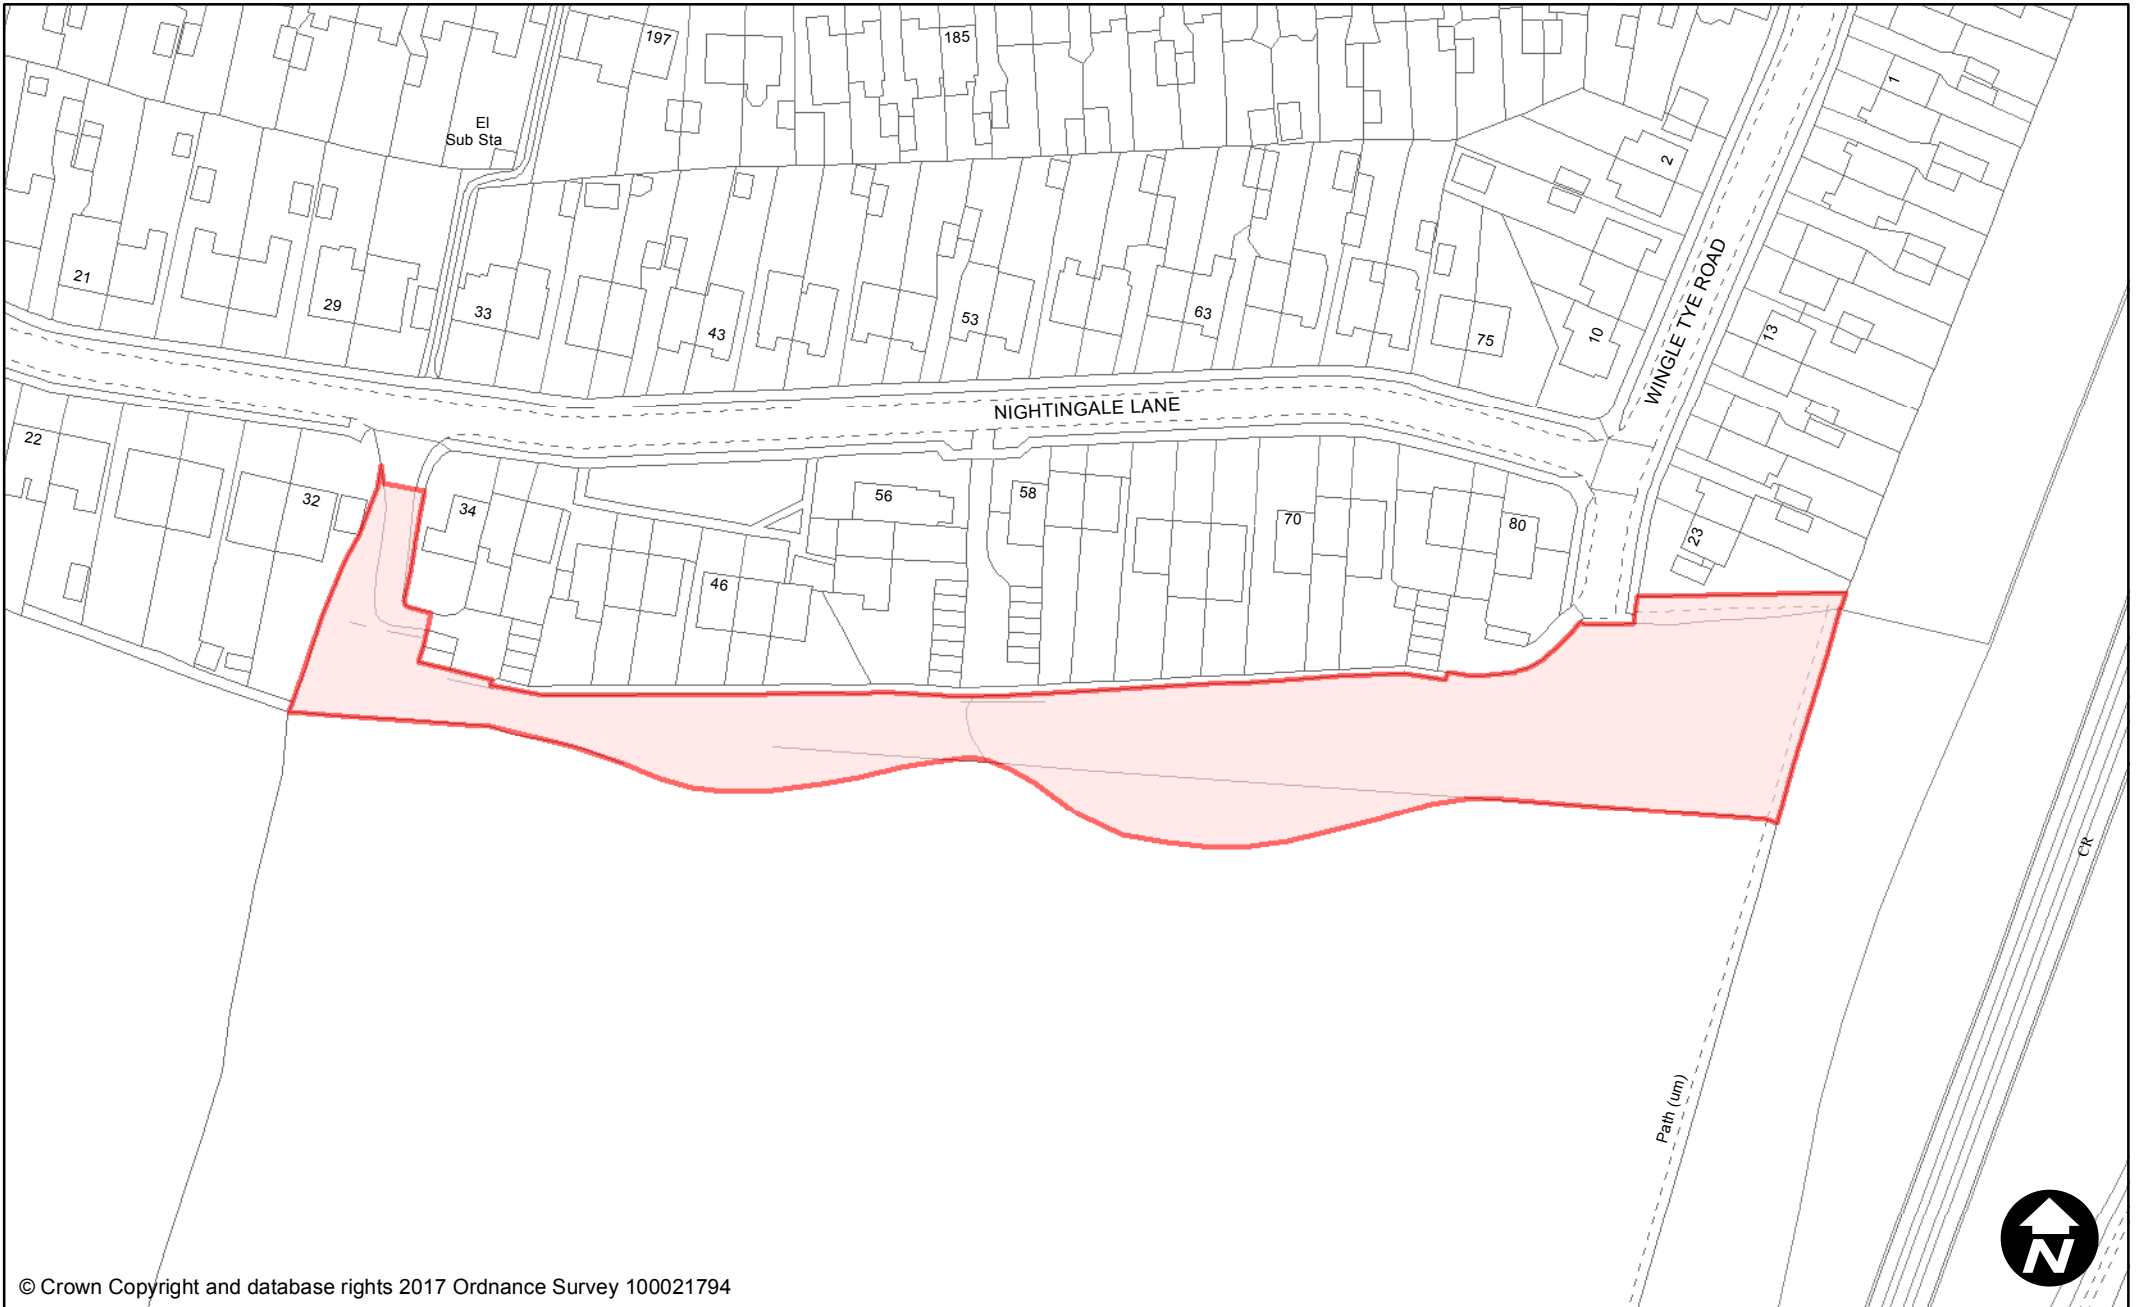 197
185
El
Sub Sta
1
2
21
29
33
43
53
63
75
10
13
WINGLE TYE ROAD
NIGHTINGALE LANE
22
32
34
46
56
58
70
80
23
CR
Path (um)
N
© Crown Copyright and database rights 2017 Ordnance Survey 100021794